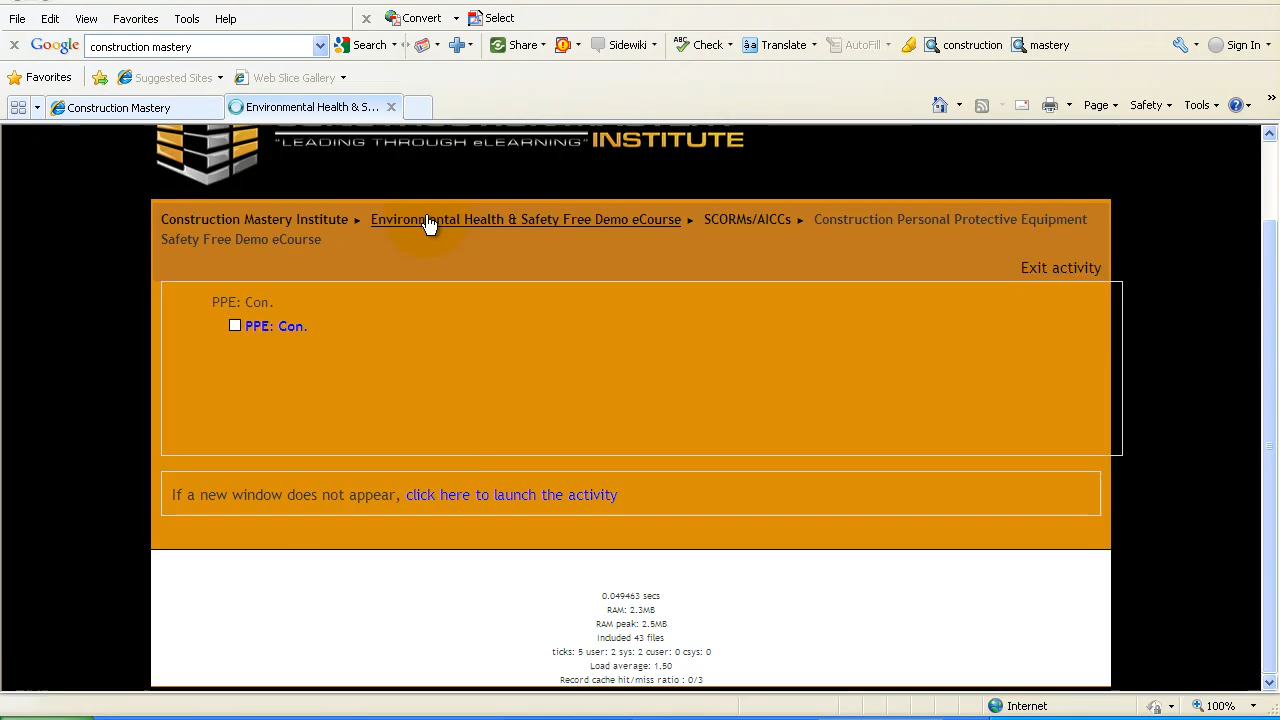 File Edit View Favorites Tools Help Convert Select
Google construction mastery Search Share Sidewiki Check Translate AutoFill construction mastery Sign In
Favorites Suggested Sites Web Slice Gallery
Construction Mastery Environmental Health & S... Page Safety Tools
"LEADING THROUGH eLEARNING" INSTITUTE
Construction Mastery Institute ► Environmental Health & Safety Free Demo eCourse ► SCORMs/AICCs ► Construction Personal Protective Equipment
Safety Free Demo eCourse
Exit activity
PPE: Con.
PPE: Con.
If a new window does not appear, click here to launch the activity
0.049463 secs
RAM: 2.3MB
RAM peak: 2.5MB
Included 43 files
ticks: 5 user: 2 sys: 2 cuser: 0 csys: 0
Load average: 1.50
Record cache hit/miss ratio : 0/3
Internet 100%